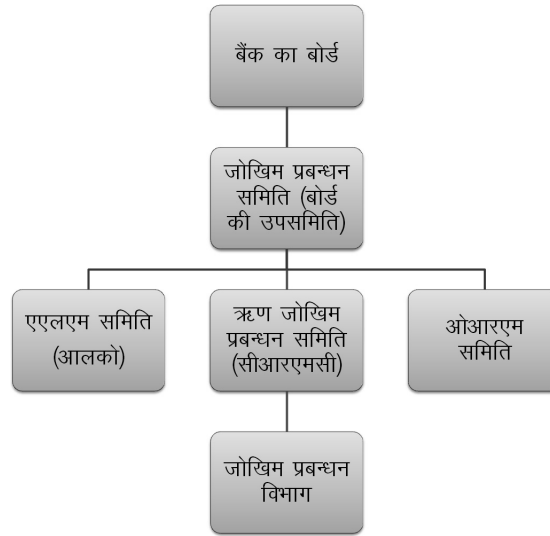 बैंक का बोर्ड
जोखिम प्रबन्धन
समिति (बोर्ड
की उपसमिति)
एएलएम समिति
(आलको)
ऋण जोखिम
प्रबन्धन समिति
(सीआरएमसी)
ओआरएम
समिति
जोखिम प्रबन्धन
विभाग